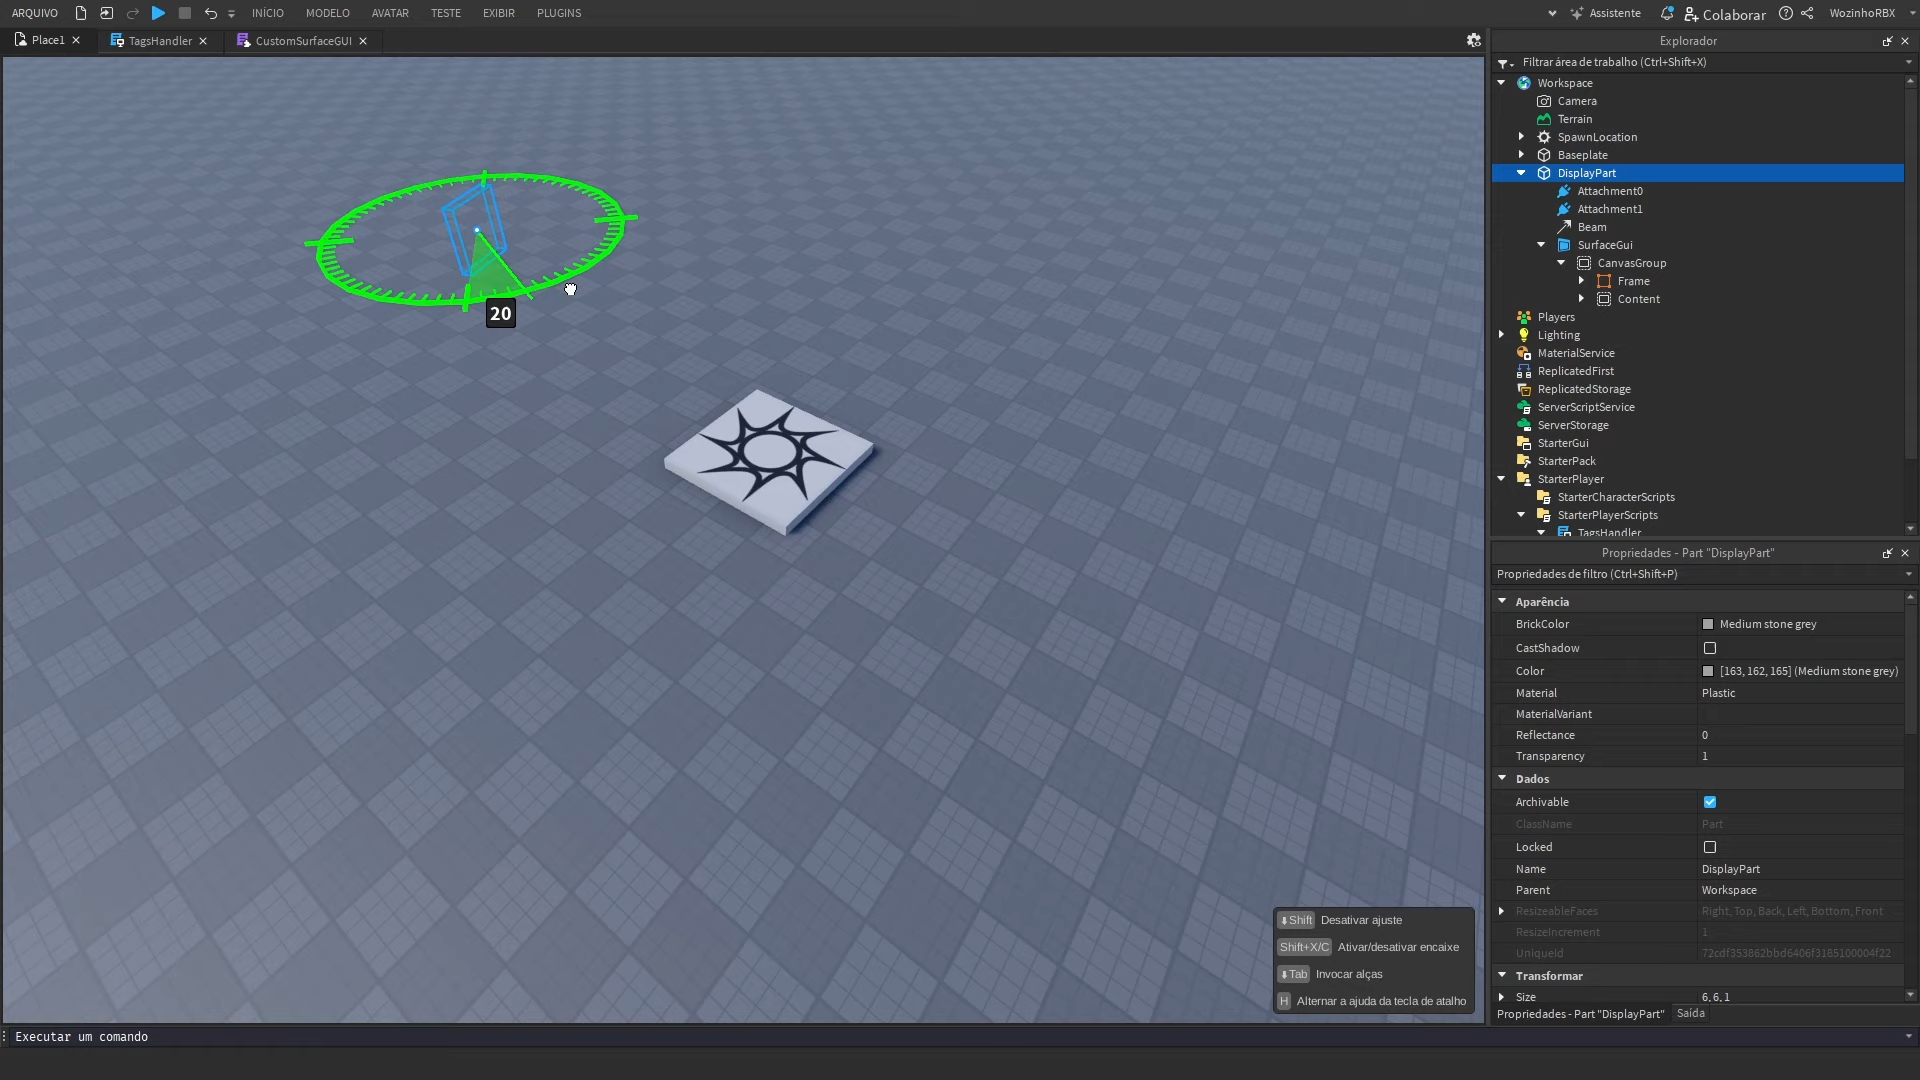 ARQUIVO INÍCIO MODELO AVATAR TESTE EXIBIR PLUGINS Assistente Colaborar WozinhoRBX
Place1 TagsHandler CustomSurfaceGUI
20
Shift Desativar ajuste
Shift+X/C Ativar/desativar encaixe
Tab Invocar alças
H Alternar a ajuda da tecla de atalho
Explorador
Filtrar área de trabalho (Ctrl+Shift+X)
Workspace
Camera
Terrain
SpawnLocation
Baseplate
DisplayPart
Attachment0
Attachment1
Beam
SurfaceGui
CanvasGroup
Frame
Content
Players
Lighting
MaterialService
ReplicatedFirst
ReplicatedStorage
ServerScriptService
ServerStorage
StarterGui
StarterPack
StarterPlayer
StarterCharacterScripts
StarterPlayerScripts
TagsHandler
Propriedades - Part "DisplayPart"
Propriedades de filtro (Ctrl+Shift+P)
Aparência
BrickColor Medium stone grey
CastShadow
Color [163, 162, 165] (Medium stone grey)
Material Plastic
MaterialVariant
Reflectance 0
Transparency 1
Dados
Archivable
ClassName Part
Locked
Name DisplayPart
Parent Workspace
ResizeableFaces Right, Top, Back, Left, Bottom, Front
ResizeIncrement 1
UniqueId 72cdf353862bbd6406f3185100004f22
Transformar
Size 6, 6, 1
Propriedades - Part "DisplayPart" Saída
Executar um comando